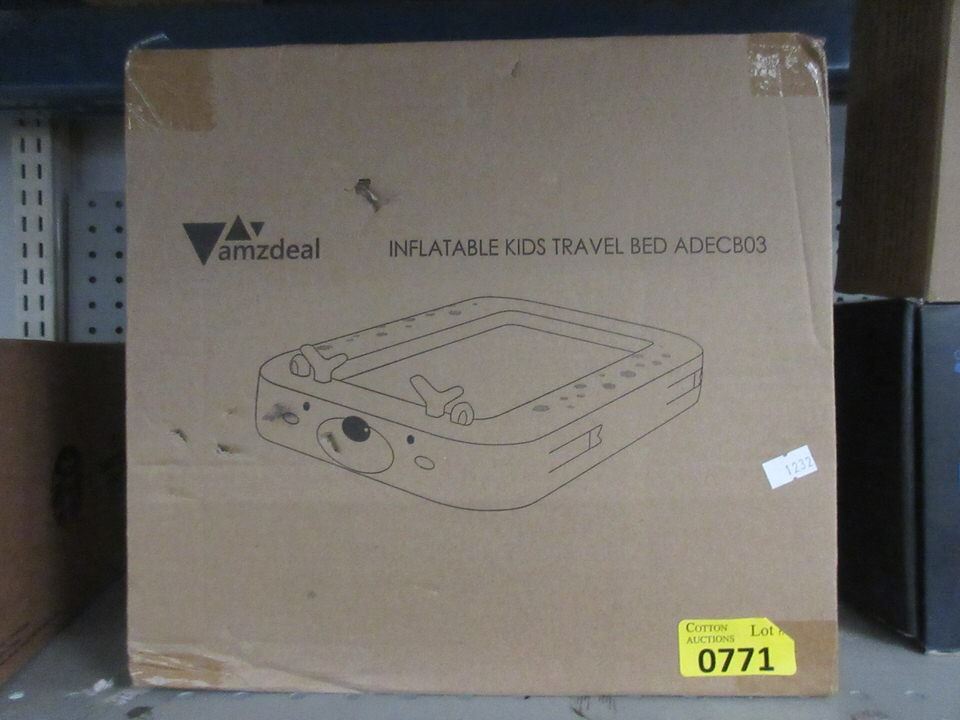 amzdeal
INFLATABLE KIDS TRAVEL BED ADECB03
1232
COTTON
AUCTIONS
Lot
0771